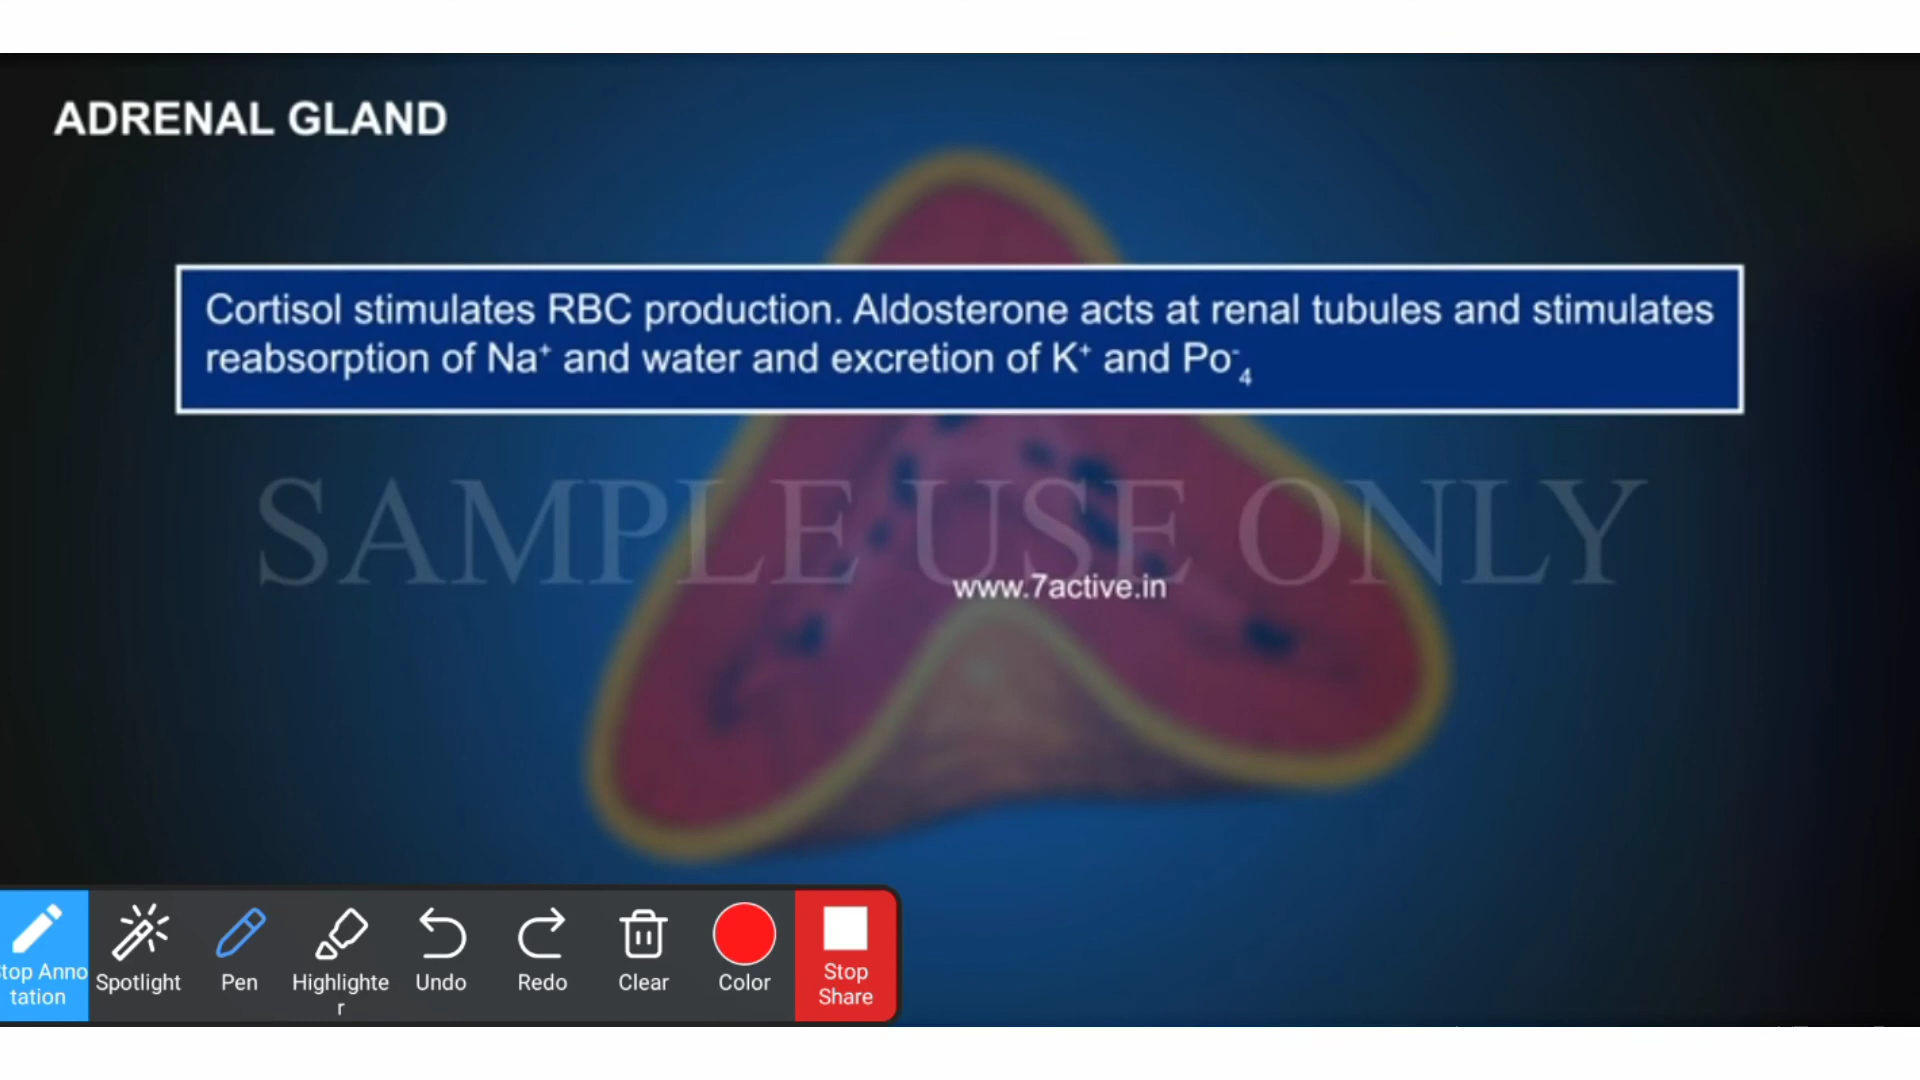 ADRENAL GLAND
Cortisol stimulates RBC production. Aldosterone acts at renal tubules and stimulates
reabsorption of Na⁺ and water and excretion of K⁺ and Po⁻₄
SAMPLE USE ONLY
www.7active.in
top Anno
tation
Spotlight
Pen
Highlighte
r
Undo
Redo
Clear
Color
Stop
Share